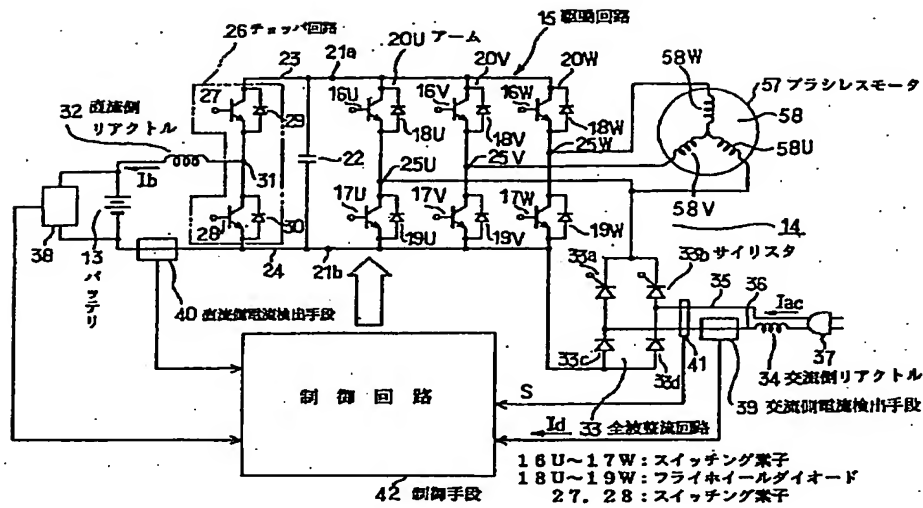 26 チョッパ回路
23
21a
20U アーム
15 駆動回路
20V
20W
58W
57 ブラシレスモータ
32 直流側
リアクトル
27
29
16U
16V
16W
18U
18V
18W
58
58U
22
31
25U
25V
25W
Ib
58V
17U
17V
17W
14
38
28
30
19U
19V
19W
13 バッテリ
24
21b
33a
33b サイリスタ
35
36
Iac
40 直流側電流検出手段
33c
33d
41
34 交流側リアクトル
37
制御回路
S
39 交流側電流検出手段
Id
33 全波整流回路
42 制御手段
16U~17W:スイッチング素子
18U~19W:フライホイールダイオード
27,28:スイッチング素子